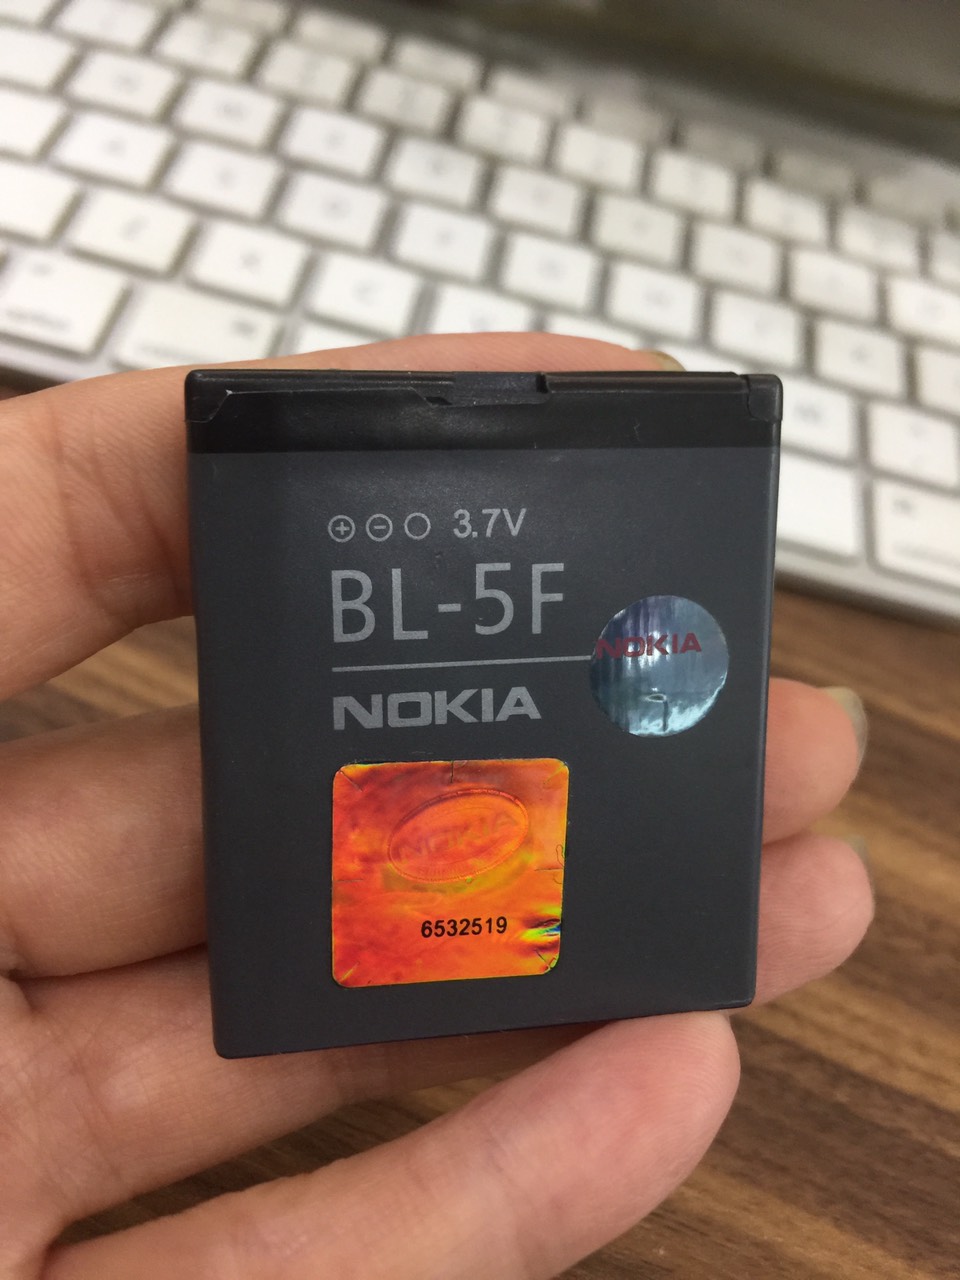 + - 3.7V
BL-5F
NOKIA
NOKIA
NOKIA
6532519